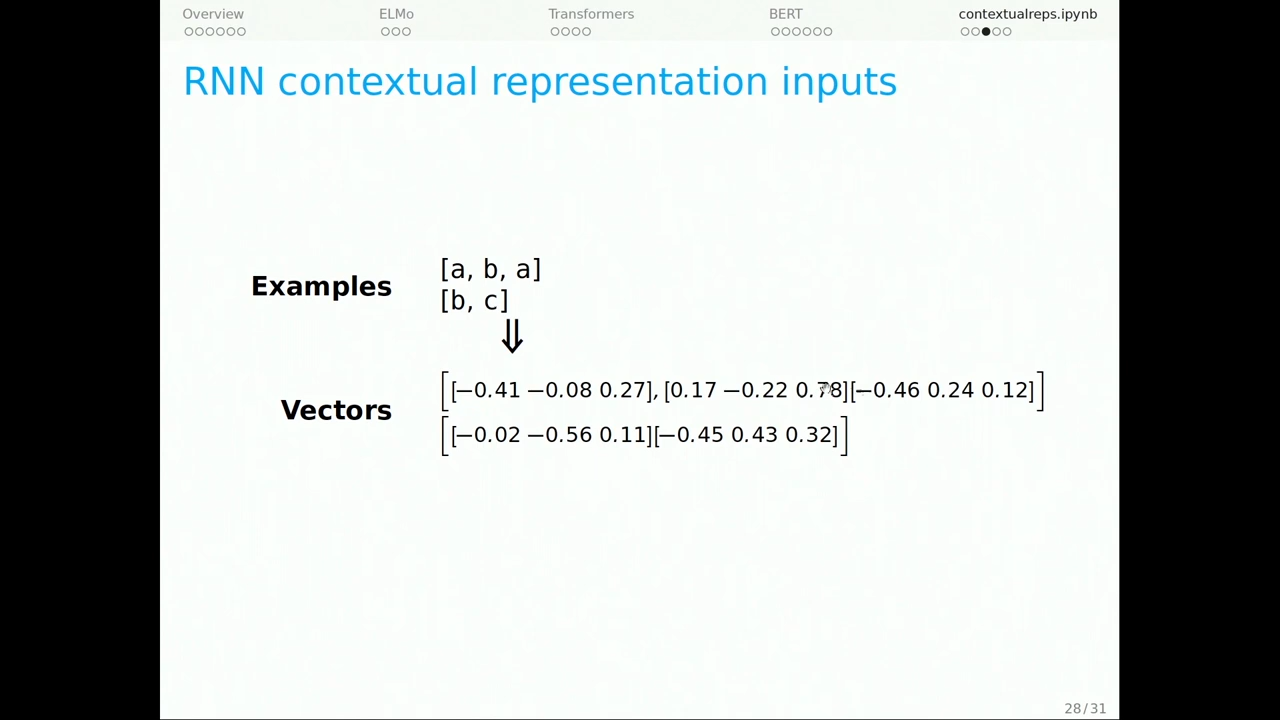 Overview ELMo Transformers BERT contextualreps.ipynb
RNN contextual representation inputs
Examples
[a, b, a]
[b, c]
⇓
Vectors
[[−0.41 −0.08 0.27], [0.17 −0.22 0.78][−0.46 0.24 0.12]]
[[−0.02 −0.56 0.11][−0.45 0.43 0.32]]
28/31